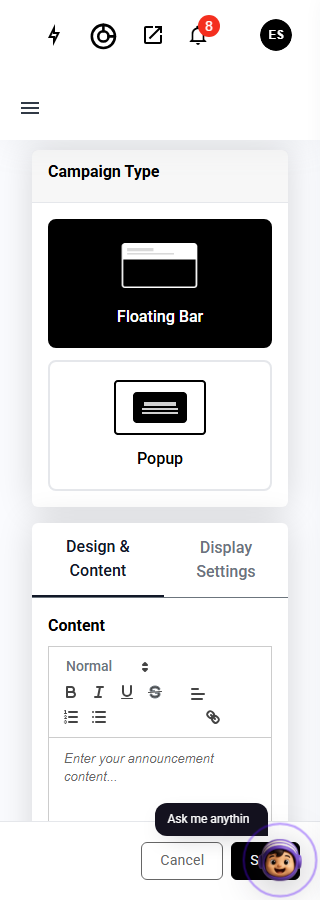 8
ES
Campaign Type
Floating Bar
Popup
Design &
Content
Display
Settings
Content
Normal
B I U S
Enter your announcement
content...
Ask me anythin
Cancel